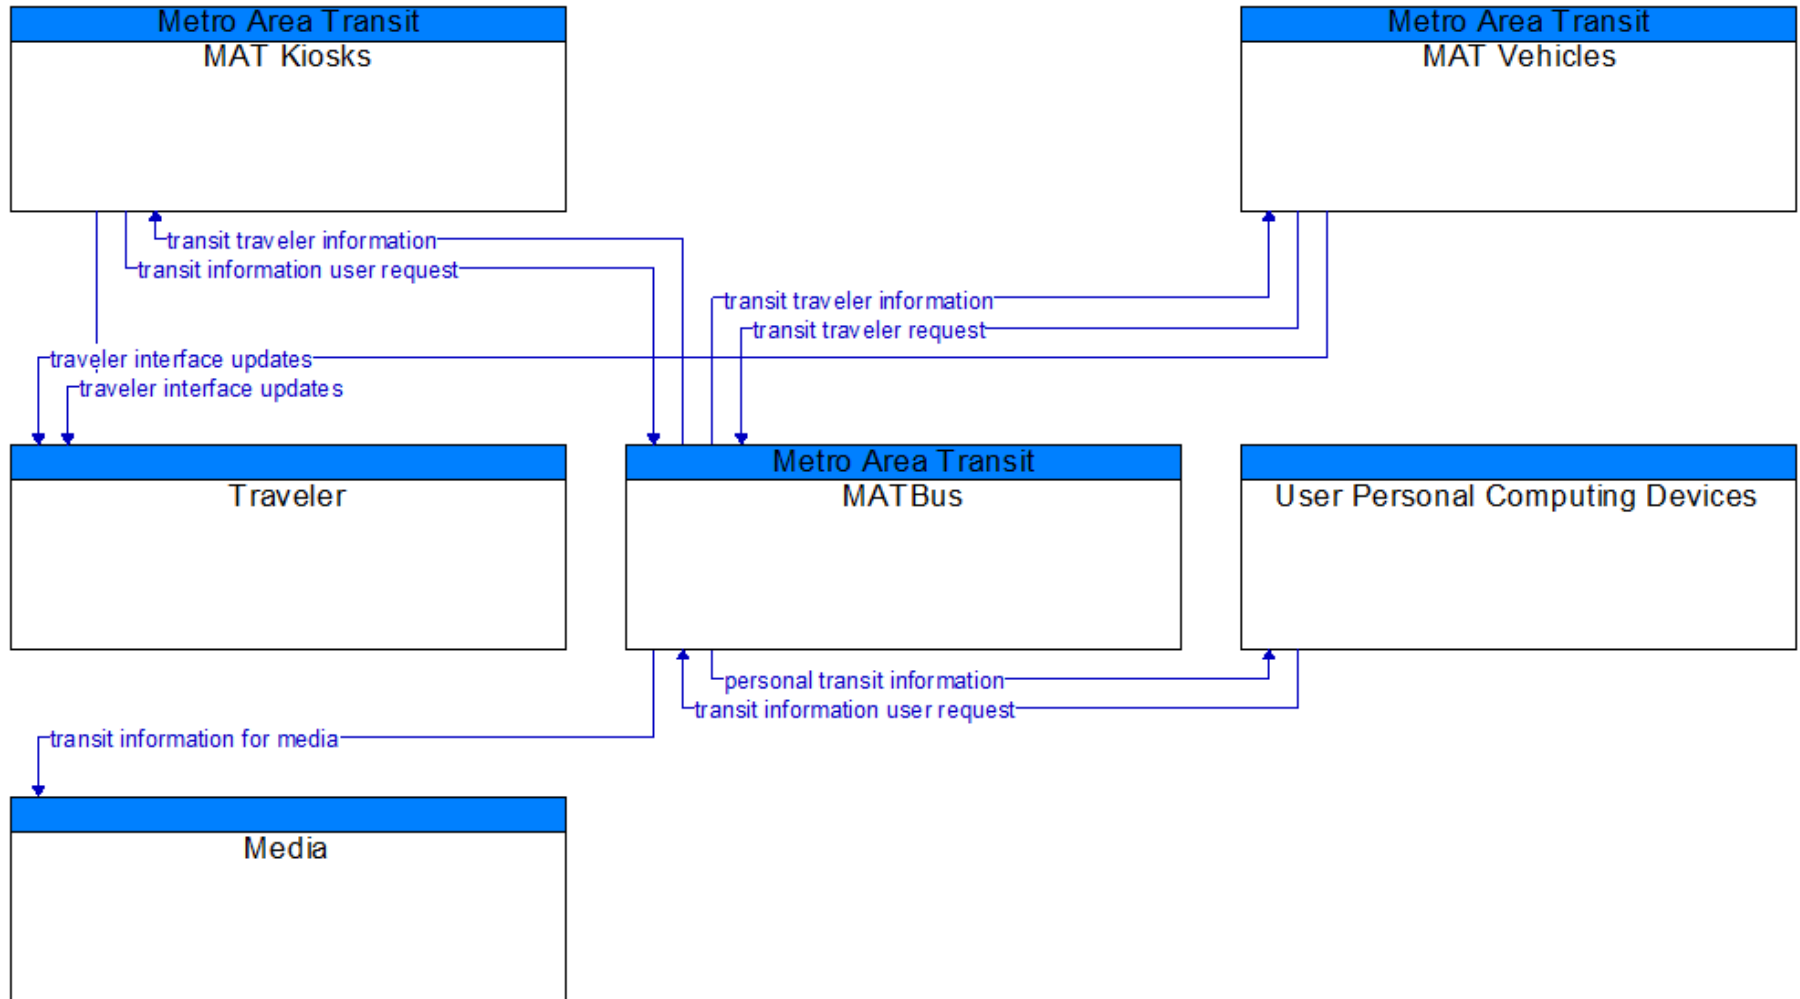 Metro Area Transit
MAT Kiosks
Metro Area Transit
MAT Vehicles
transit traveler information
transit information user request
transit traveler information
transit traveler request
traveler interface updates
traveler interface updates
Traveler
Metro Area Transit
MATBus
User Personal Computing Devices
personal transit information
transit information user request
transit information for media
Media